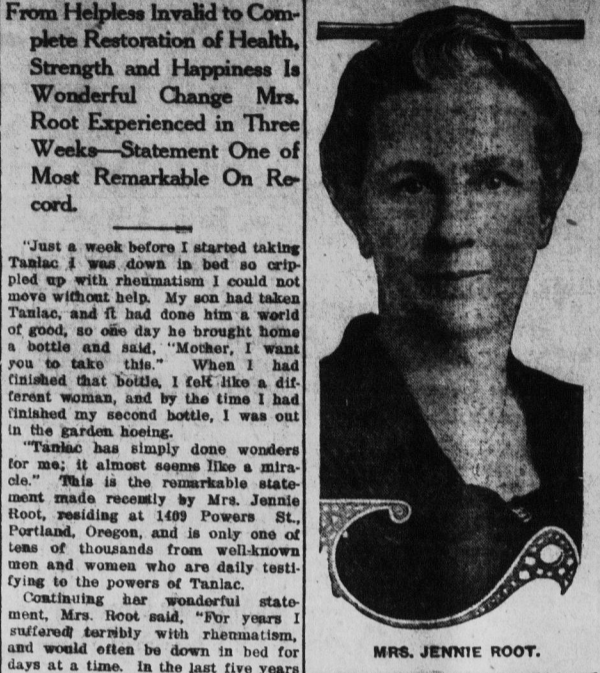 From Helpless Invalid to Com-
plete Restoration of Health,
Strength and Happiness Is
Wonderful Change Mrs.
Root Experienced in Three
Weeks—Statement One of
Most Remarkable On Re-
cord.
"Just a week before I started taking
Tanlac I was down in bed so crip-
pled up with rheumatism I could not
move without help. My son had taken
Tanlac, and it had done him a world
of good, so one day he brought home
a bottle and said, "Mother, I want
you to take this." When I had
finished that bottle, I felt like a dif-
ferent woman, and by the time I had
finished my second bottle, I was out
in the garden hoeing.
"Tanlac has simply done wonders
for me; it almost seems like a mira-
cle." This is the remarkable state-
ment made recently by Mrs. Jennie
Root, residing at 1409 Powers St.,
Portland, Oregon, and is only one of
tens of thousands from well-known
men and women who are daily testi-
fying to the powers of Tanlac.
Continuing her wonderful state-
ment, Mrs. Root said, "For years I
suffered terribly with rheumatism,
and would often be down in bed for
days at a time. In the last five years
MRS. JENNIE ROOT.